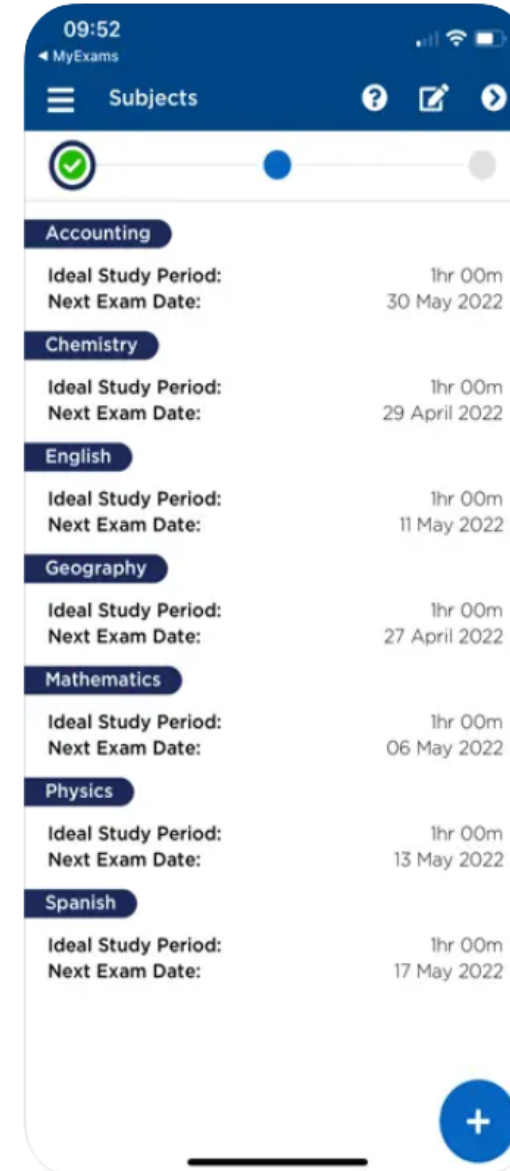 09:52
◀ MyExams
Subjects
Accounting
Ideal Study Period: 1hr 00m
Next Exam Date: 30 May 2022
Chemistry
Ideal Study Period: 1hr 00m
Next Exam Date: 29 April 2022
English
Ideal Study Period: 1hr 00m
Next Exam Date: 11 May 2022
Geography
Ideal Study Period: 1hr 00m
Next Exam Date: 27 April 2022
Mathematics
Ideal Study Period: 1hr 00m
Next Exam Date: 06 May 2022
Physics
Ideal Study Period: 1hr 00m
Next Exam Date: 13 May 2022
Spanish
Ideal Study Period: 1hr 00m
Next Exam Date: 17 May 2022